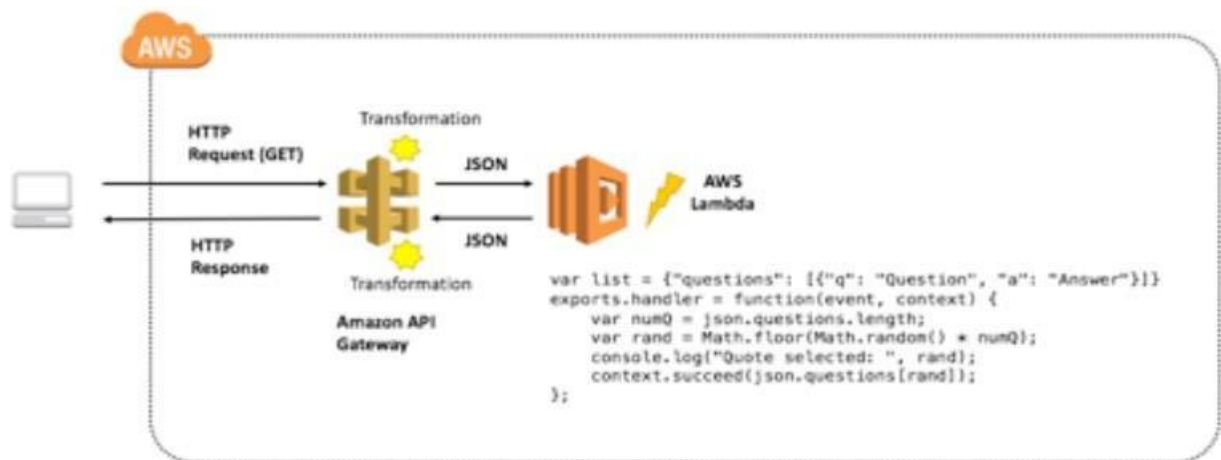 AWS
Transformation
HTTP
Request (GET)
JSON
AWS
Lambda
JSON
HTTP
Response
Transformation
Amazon API
Gateway
var list = {"questions": [{"q": "Question", "a": "Answer"}]}
exports.handler = function(event, context) {
    var numQ = json.questions.length;
    var rand = Math.floor(Math.random() * numQ);
    console.log("Quote selected: ", rand);
    context.succeed(json.questions[rand]);
};